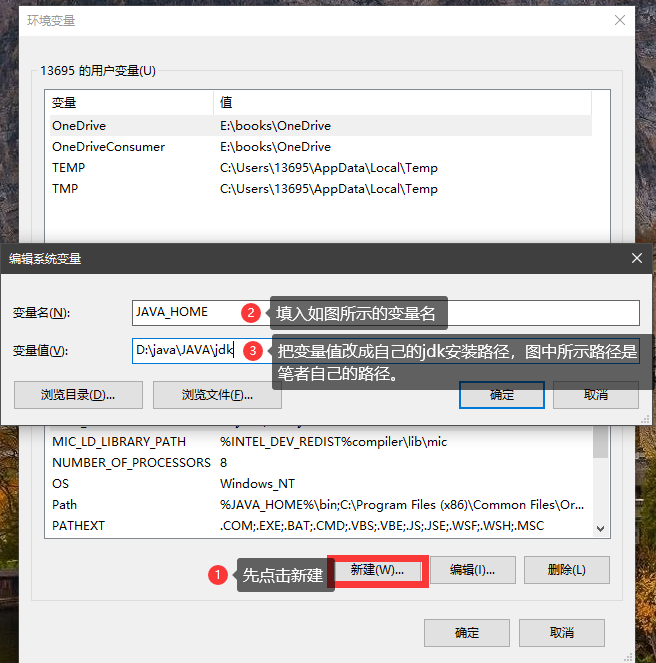 环境变量
13695 的用户变量(U)
变量 值
OneDrive E:\books\OneDrive
OneDriveConsumer E:\books\OneDrive
TEMP C:\Users\13695\AppData\Local\Temp
TMP C:\Users\13695\AppData\Local\Temp
编辑系统变量
变量名(N): JAVA_HOME 2 填入如图所示的变量名
变量值(V): D:\java\JAVA\jdk 3 把变量值改成自己的jdk安装路径，图中所示路径是
笔者自己的路径。
浏览目录(D)... 浏览文件(F)... 确定 取消
MIC_LD_LIBRARY_PATH %INTEL_DEV_REDIST%compiler\lib\mic
NUMBER_OF_PROCESSORS 8
OS Windows_NT
Path %JAVA_HOME%\bin;C:\Program Files (x86)\Common Files\Or...
PATHEXT .COM;.EXE;.BAT;.CMD;.VBS;.VBE;.JS;.JSE;.WSF;.WSH;.MSC
1 先点击新建 新建(W)... 编辑(I)... 删除(L)
确定 取消